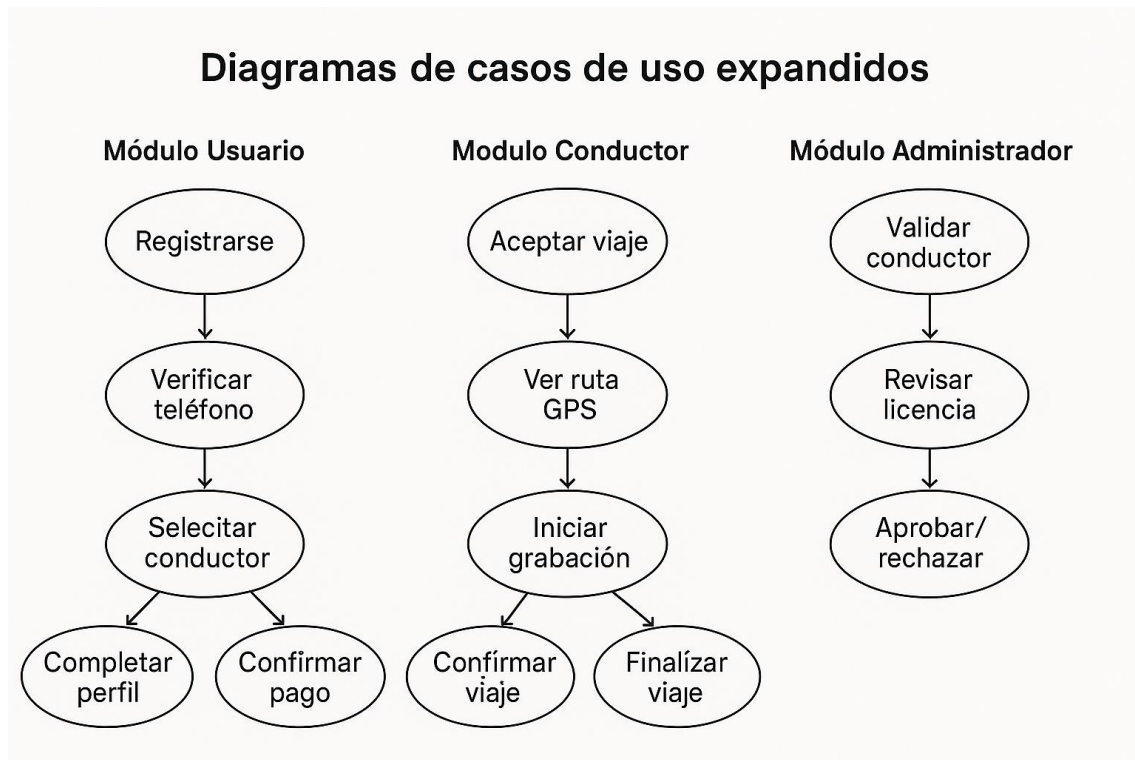 Diagramas de casos de uso expandidos
Módulo Usuario
Registrarse
Verificar
teléfono
Selecitar
conductor
Completar
perfil
Confirmar
pago
Modulo Conductor
Aceptar viaje
Ver ruta
GPS
Iniciar
grabación
Confírmar
viaje
Finalízar
viaje
Módulo Administrador
Validar
conductor
Revisar
licencia
Aprobar/
rechazar